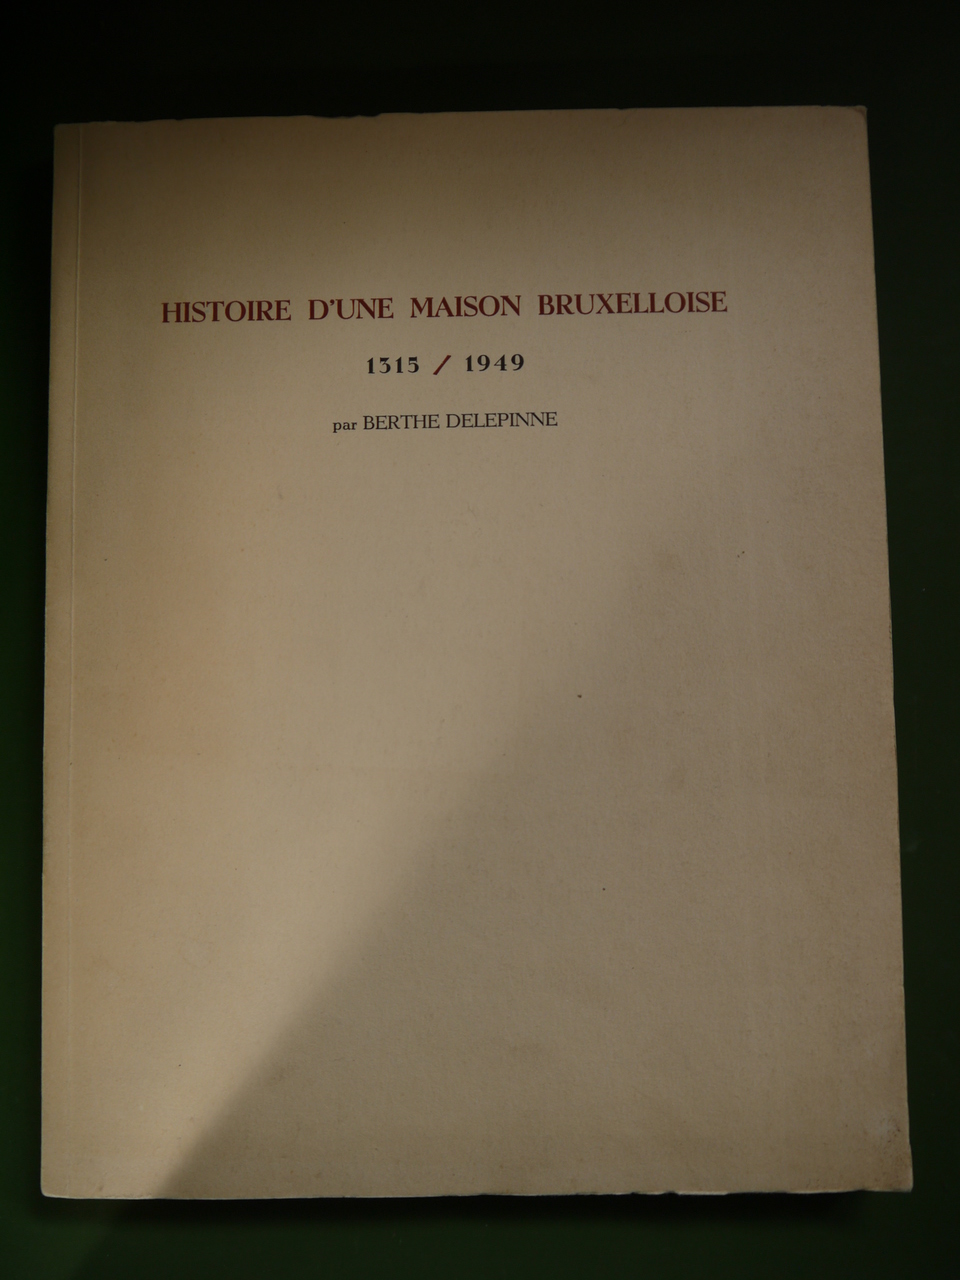 HISTOIRE D'UNE MAISON BRUXELLOISE
1315 / 1949
par BERTHE DELEPINNE